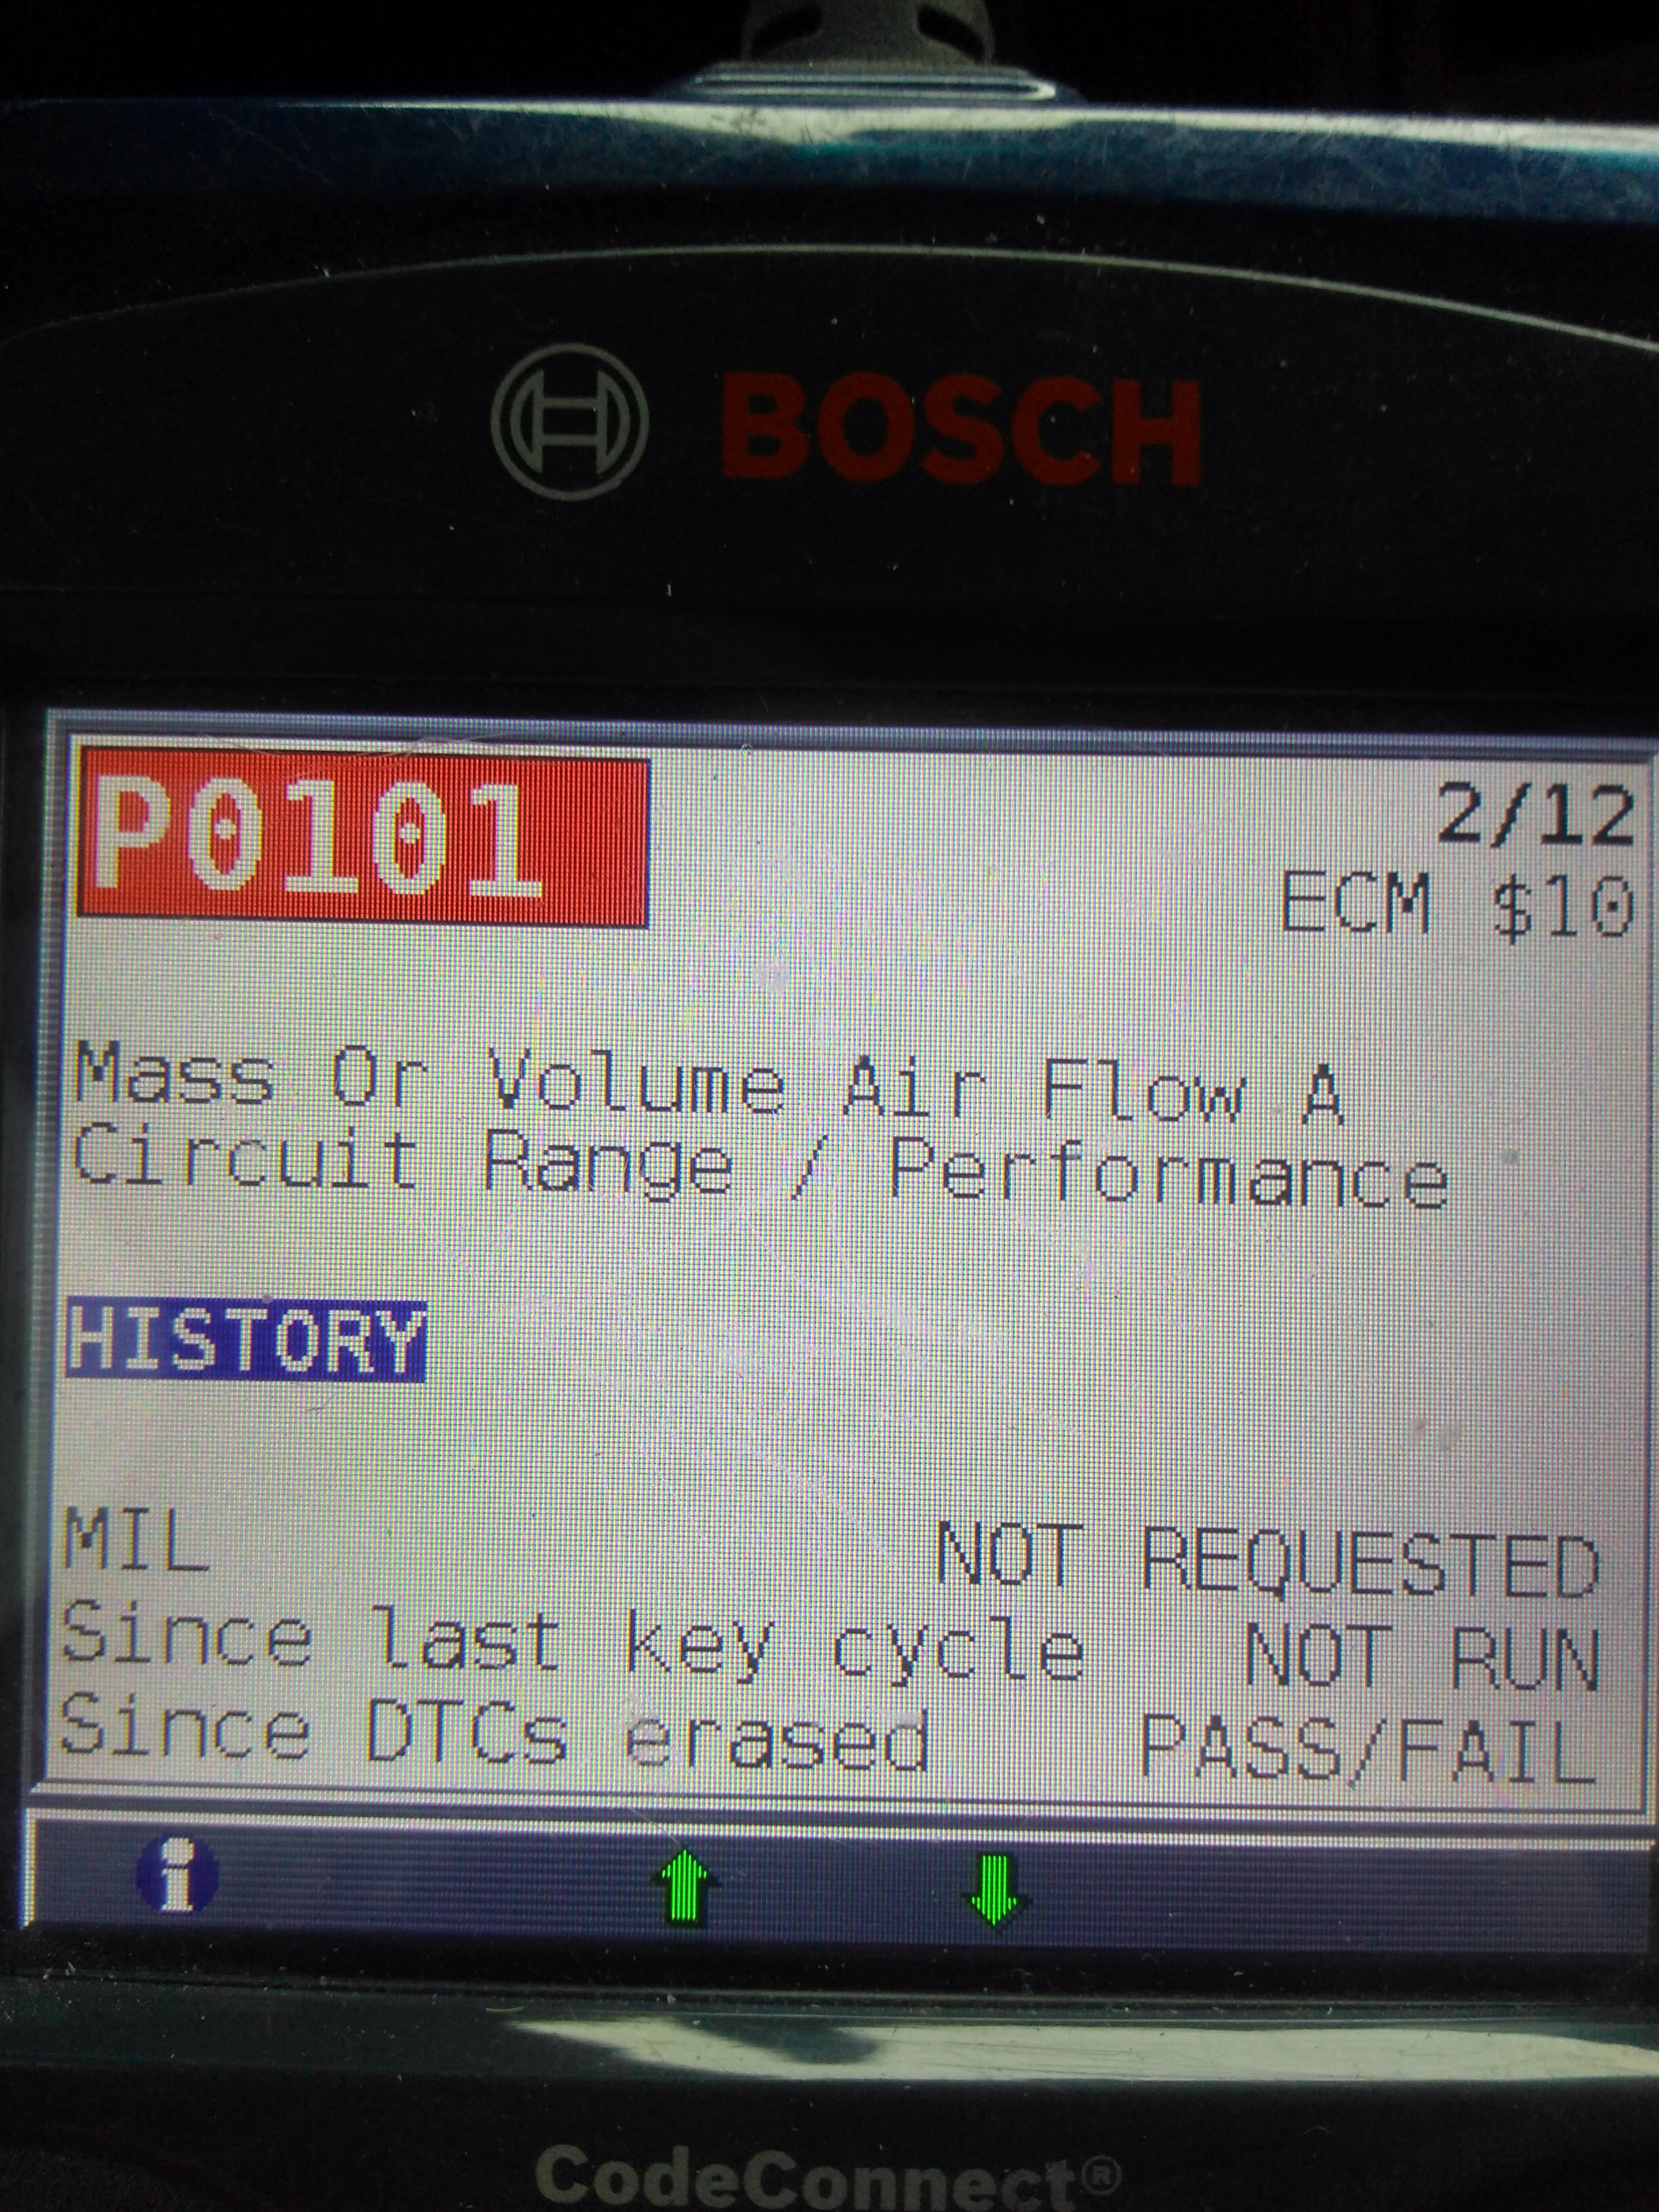 BOSCH
P0101
2/12
ECM $10
Mass Or Volume Air Flow A
Circuit Range / Performance
HISTORY
MIL NOT REQUESTED
Since last key cycle NOT RUN
Since DTCs erased PASS/FAIL
i
CodeConnect®